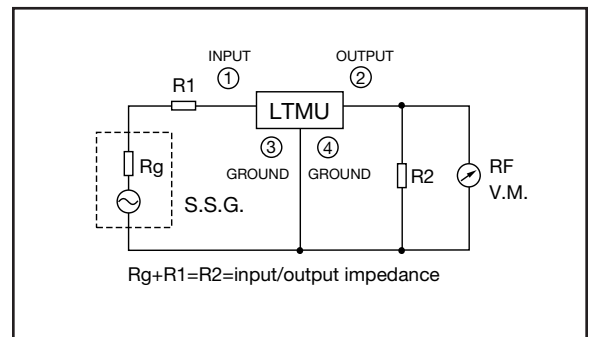 INPUT
OUTPUT
①
②
R1
LTMU
③
④
Rg
GROUND
GROUND
R2
RF
V.M.
S.S.G.
Rg+R1=R2=input/output impedance